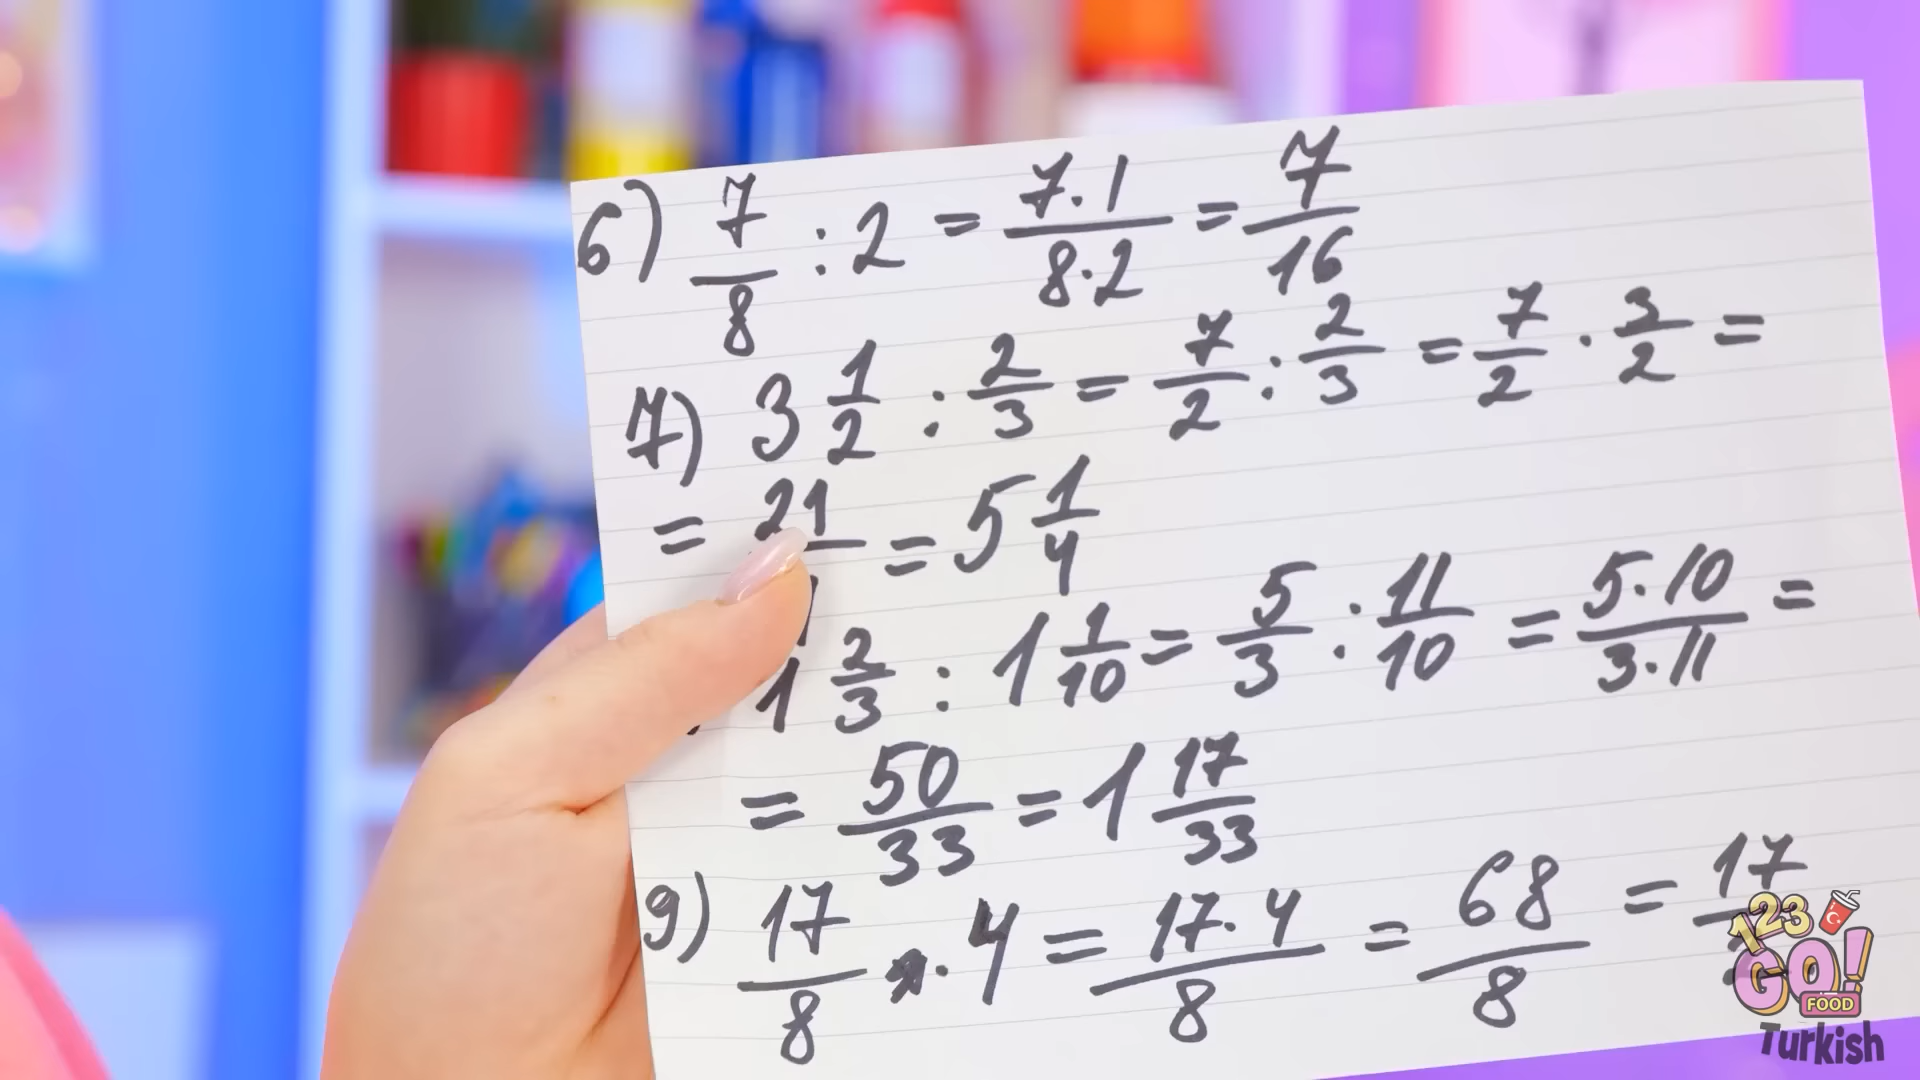 6) 7/8 : 2 = 7·1/8·2 = 7/16
7) 3 1/2 : 2/3 = 7/2 : 2/3 = 7/2 · 3/2 =
= 21/ = 5 1/4
1 2/3 : 1 1/10 = 5/3 : 11/10 = 5·10/3·11 =
= 50/33 = 1 17/33
9) 17/8 · 4 = 17·4/8 = 68/8 = 17/
123
GO!
FOOD
Turkish